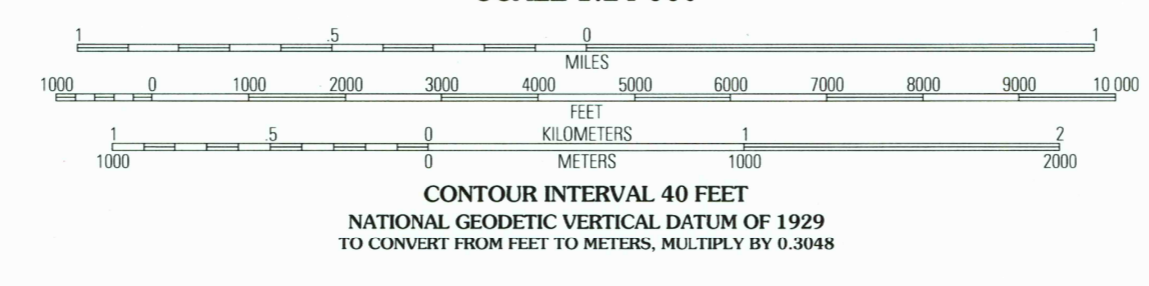 1 .5 0 1
MILES
1000 0 1000 2000 3000 4000 5000 6000 7000 8000 9000 10 000
FEET
1 .5 0 KILOMETERS 1 2
1000 0 METERS 1000 2000
CONTOUR INTERVAL 40 FEET
NATIONAL GEODETIC VERTICAL DATUM OF 1929
TO CONVERT FROM FEET TO METERS, MULTIPLY BY 0.3048